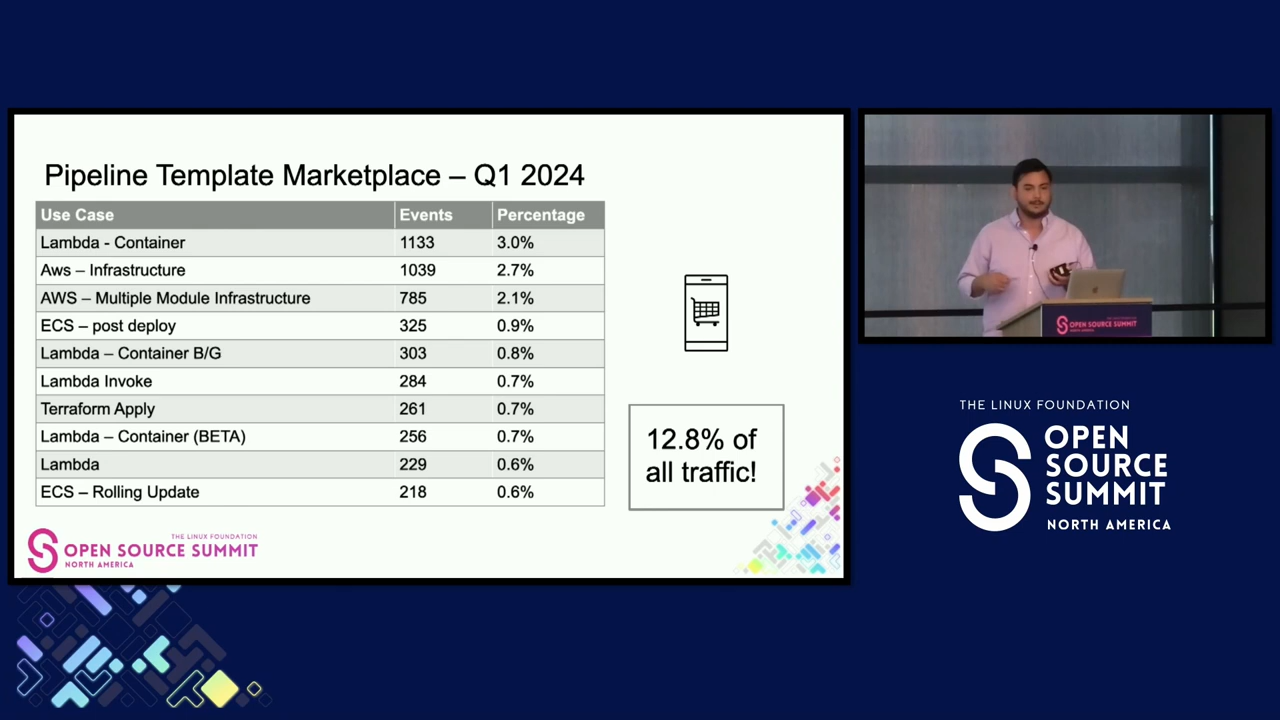 Pipeline Template Marketplace – Q1 2024
Use Case Events Percentage
Lambda - Container 1133 3.0%
Aws – Infrastructure 1039 2.7%
AWS – Multiple Module Infrastructure 785 2.1%
ECS – post deploy 325 0.9%
Lambda – Container B/G 303 0.8%
Lambda Invoke 284 0.7%
Terraform Apply 261 0.7%
Lambda – Container (BETA) 256 0.7%
Lambda 229 0.6%
ECS – Rolling Update 218 0.6%
12.8% of
all traffic!
THE LINUX FOUNDATION
OPEN SOURCE SUMMIT
NORTH AMERICA
OPEN SOURCE SUMMIT
THE LINUX FOUNDATION
OPEN
SOURCE
SUMMIT
NORTH AMERICA